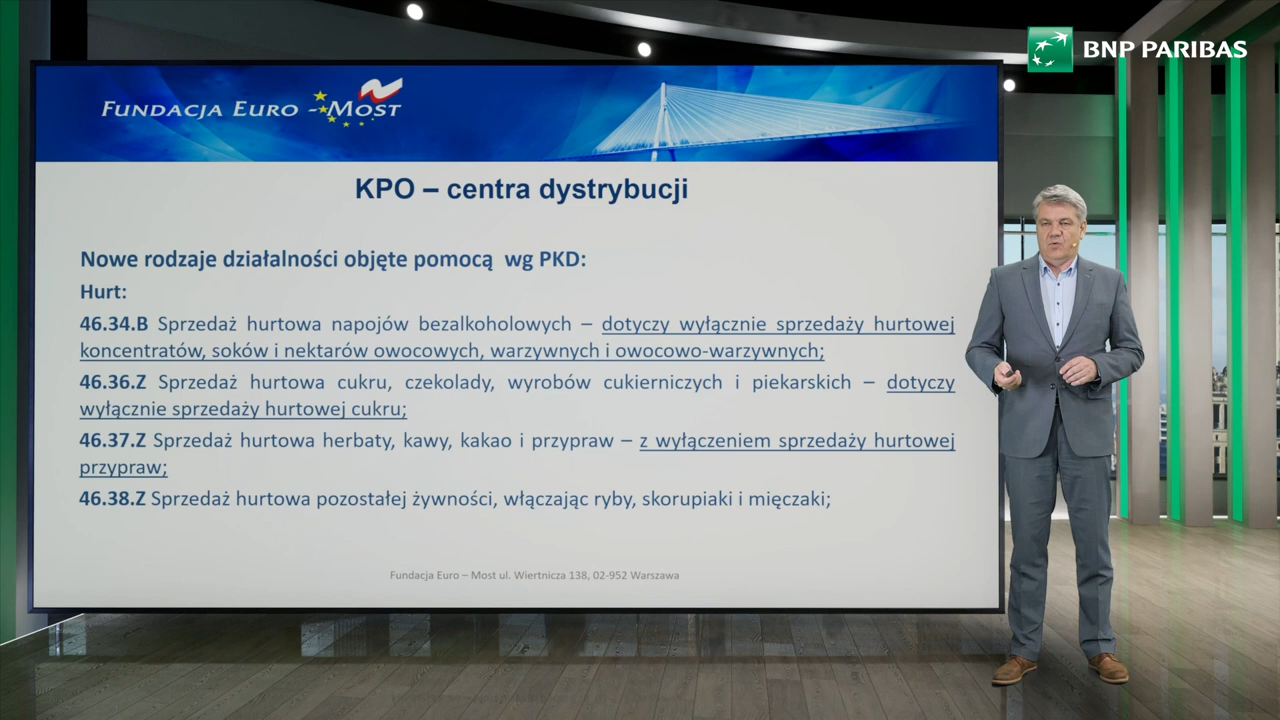 BNP PARIBAS
FUNDACJA EURO - MOST
KPO – centra dystrybucji
Nowe rodzaje działalności objęte pomocą wg PKD:
Hurt:
46.34.B Sprzedaż hurtowa napojów bezalkoholowych – dotyczy wyłącznie sprzedaży hurtowej
koncentratów, soków i nektarów owocowych, warzywnych i owocowo-warzywnych;
46.36.Z Sprzedaż hurtowa cukru, czekolady, wyrobów cukierniczych i piekarskich – dotyczy
wyłącznie sprzedaży hurtowej cukru;
46.37.Z Sprzedaż hurtowa herbaty, kawy, kakao i przypraw – z wyłączeniem sprzedaży hurtowej
przypraw;
46.38.Z Sprzedaż hurtowa pozostałej żywności, włączając ryby, skorupiaki i mięczaki;
Fundacja Euro – Most ul. Wiertnicza 138, 02-952 Warszawa